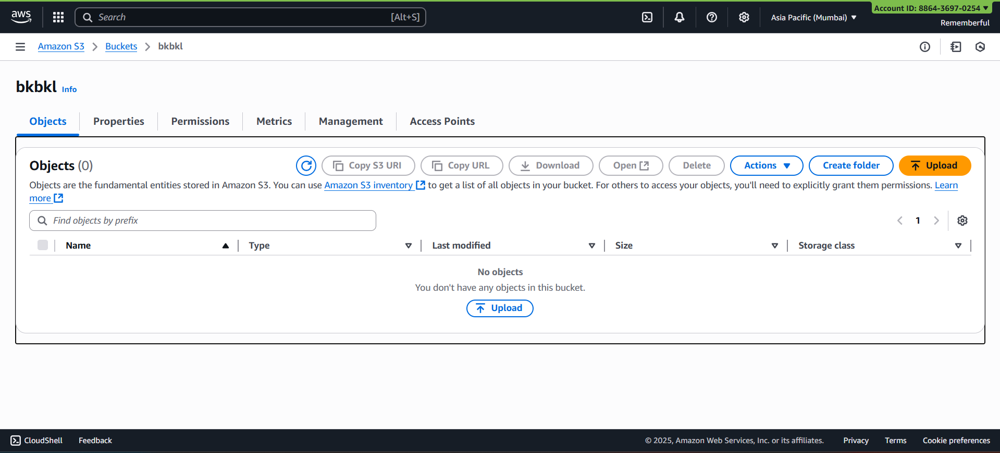 aws
Search [Alt+S]
Asia Pacific (Mumbai)
Account ID: 8864-3697-0254
Rememberful
Amazon S3 > Buckets > bkbkl
bkbkl Info
Objects Properties Permissions Metrics Management Access Points
Objects (0) Copy S3 URI Copy URL Download Open Delete Actions Create folder Upload
Objects are the fundamental entities stored in Amazon S3. You can use Amazon S3 inventory to get a list of all objects in your bucket. For others to access your objects, you'll need to explicitly grant them permissions. Learn
more
Find objects by prefix 1
Name Type Last modified Size Storage class
No objects
You don't have any objects in this bucket.
Upload
CloudShell Feedback © 2025, Amazon Web Services, Inc. or its affiliates. Privacy Terms Cookie preferences